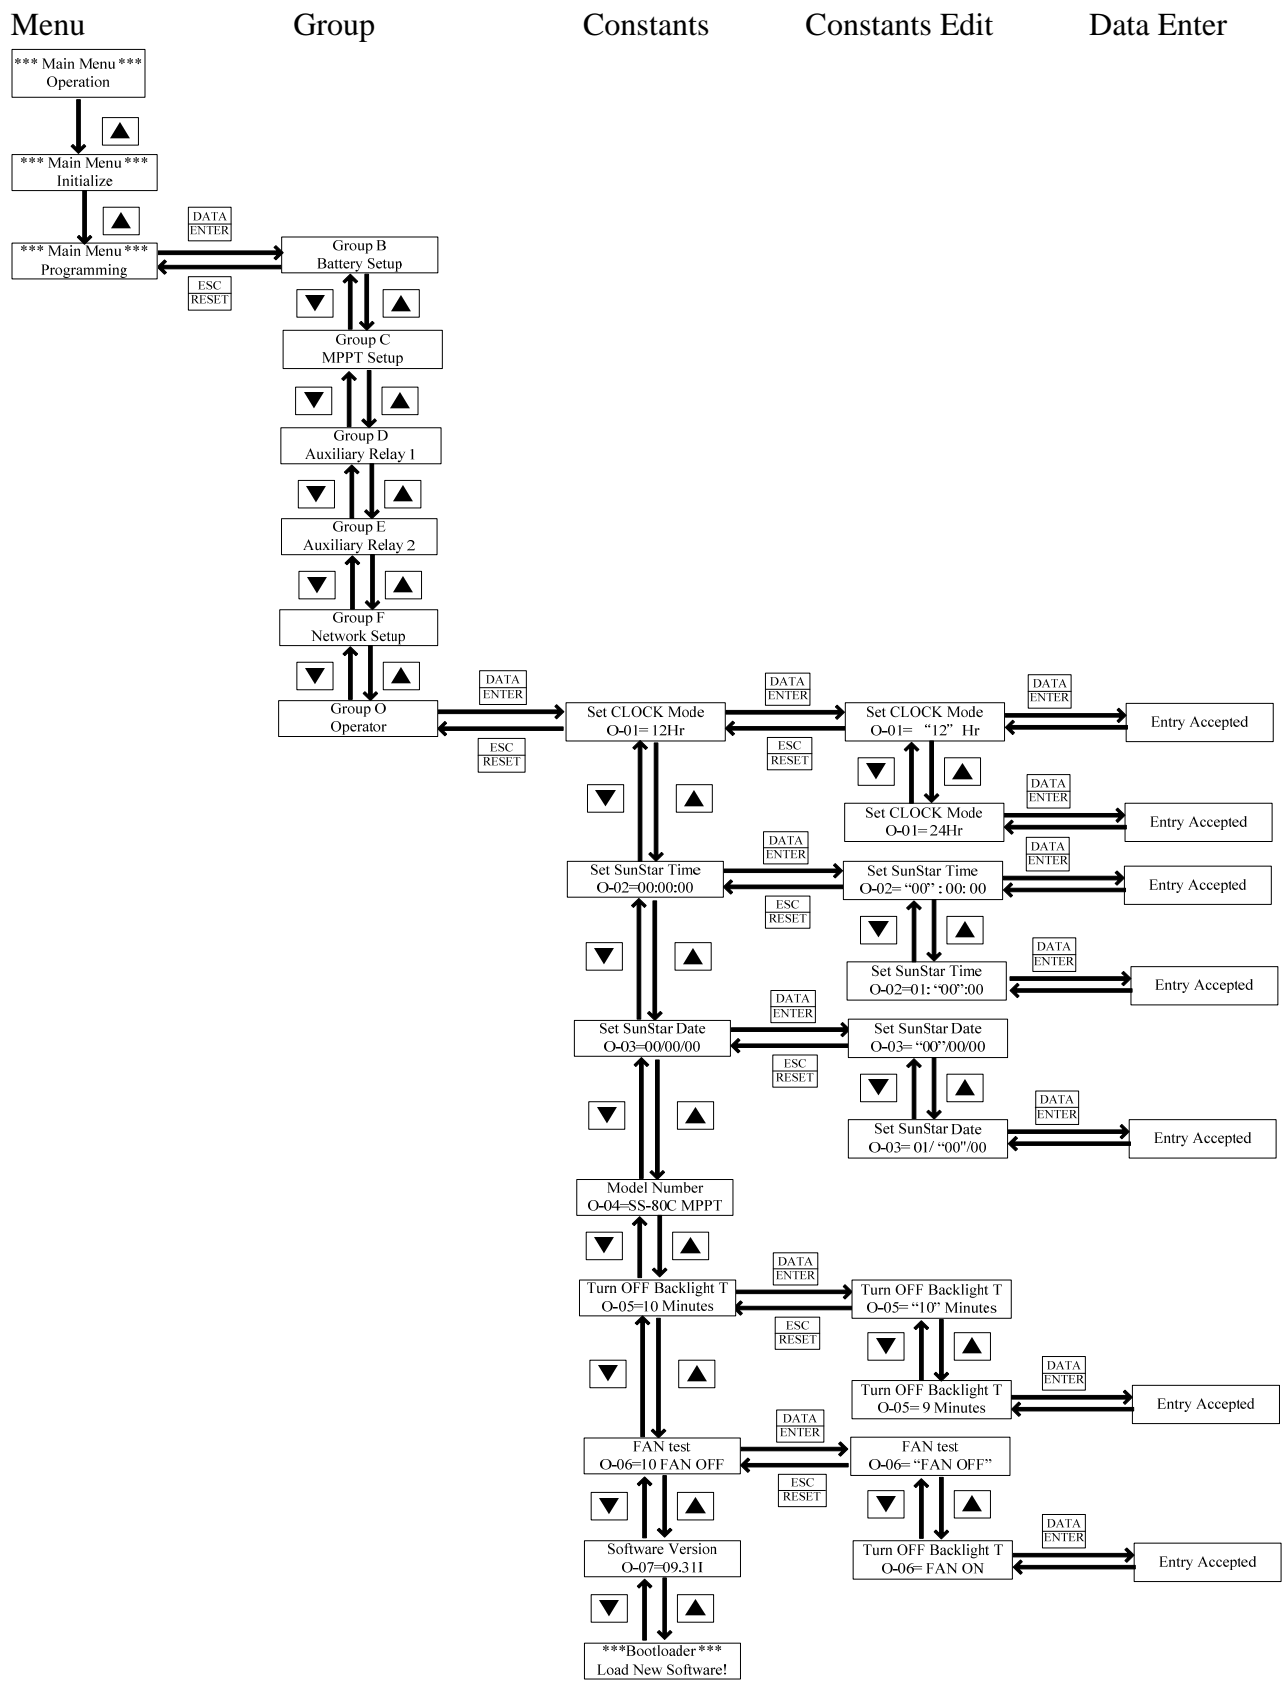 Menu
Group
Constants
Constants Edit
Data Enter
*** Main Menu ***
Operation
*** Main Menu ***
Initialize
*** Main Menu ***
Programming
DATA
ENTER
ESC
RESET
Group B
Battery Setup
Group C
MPPT Setup
Group D
Auxiliary Relay 1
Group E
Auxiliary Relay 2
Group F
Network Setup
Group O
Operator
DATA
ENTER
ESC
RESET
Set CLOCK Mode
O-01=12Hr
DATA
ENTER
ESC
RESET
Set CLOCK Mode
O-01= “12” Hr
DATA
ENTER
Entry Accepted
Set CLOCK Mode
O-01=24Hr
DATA
ENTER
Entry Accepted
Set SunStar Time
O-02=00:00:00
DATA
ENTER
ESC
RESET
Set SunStar Time
O-02= “00” : 00: 00
DATA
ENTER
Entry Accepted
Set SunStar Time
O-02=01: “00”:00
DATA
ENTER
Entry Accepted
Set SunStar Date
O-03=00/00/00
DATA
ENTER
ESC
RESET
Set SunStar Date
O-03= “00”/00/00
Set SunStar Date
O-03= 01/ “00”/00
DATA
ENTER
Entry Accepted
Model Number
O-04=SS-80C MPPT
Turn OFF Backlight T
O-05=10 Minutes
DATA
ENTER
ESC
RESET
Turn OFF Backlight T
O-05= “10” Minutes
Turn OFF Backlight T
O-05= 9 Minutes
DATA
ENTER
Entry Accepted
FAN test
O-06=10 FAN OFF
DATA
ENTER
ESC
RESET
FAN test
O-06= “FAN OFF”
Turn OFF Backlight T
O-06= FAN ON
DATA
ENTER
Entry Accepted
Software Version
O-07=09.31I
***Bootloader ***
Load New Software!